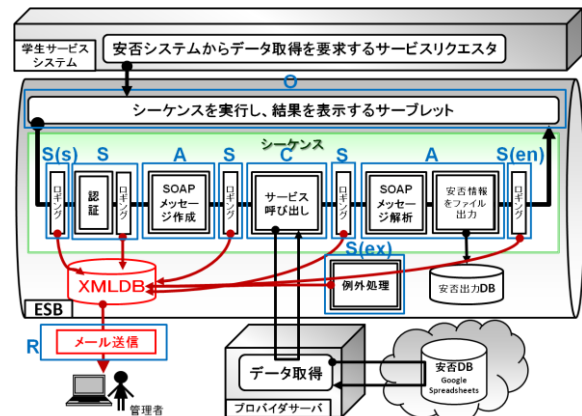 安否システムからデータ取得を要求するサービスリクエスタ
学生サービス
システム
O
シーケンスを実行し、結果を表示するサーブレット
シーケンス
S(s)
S
A
S
C
S
A
S(en)
ロギング
認証
ロギング
SOAP
メッセー
ジ作成
ロギング
サービス
呼び出し
ロギング
SOAP
メッセー
ジ解析
安否情報
をファイル
出力
ロギング
S(ex)
XMLDB
例外処理
安否出力DB
ESB
R
メール送信
管理者
データ取得
プロバイダサーバ
安否DB
Google
Spreadsheets